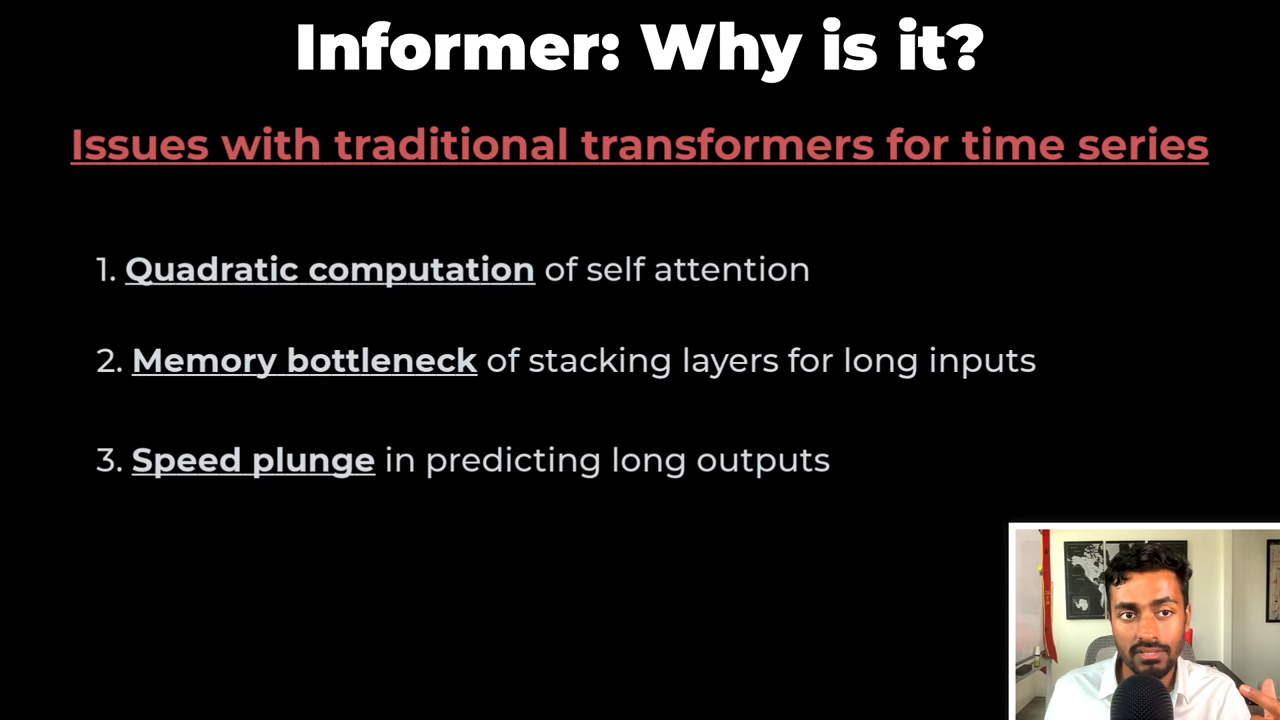 Informer: Why is it?
Issues with traditional transformers for time series
1. Quadratic computation of self attention
2. Memory bottleneck of stacking layers for long inputs
3. Speed plunge in predicting long outputs